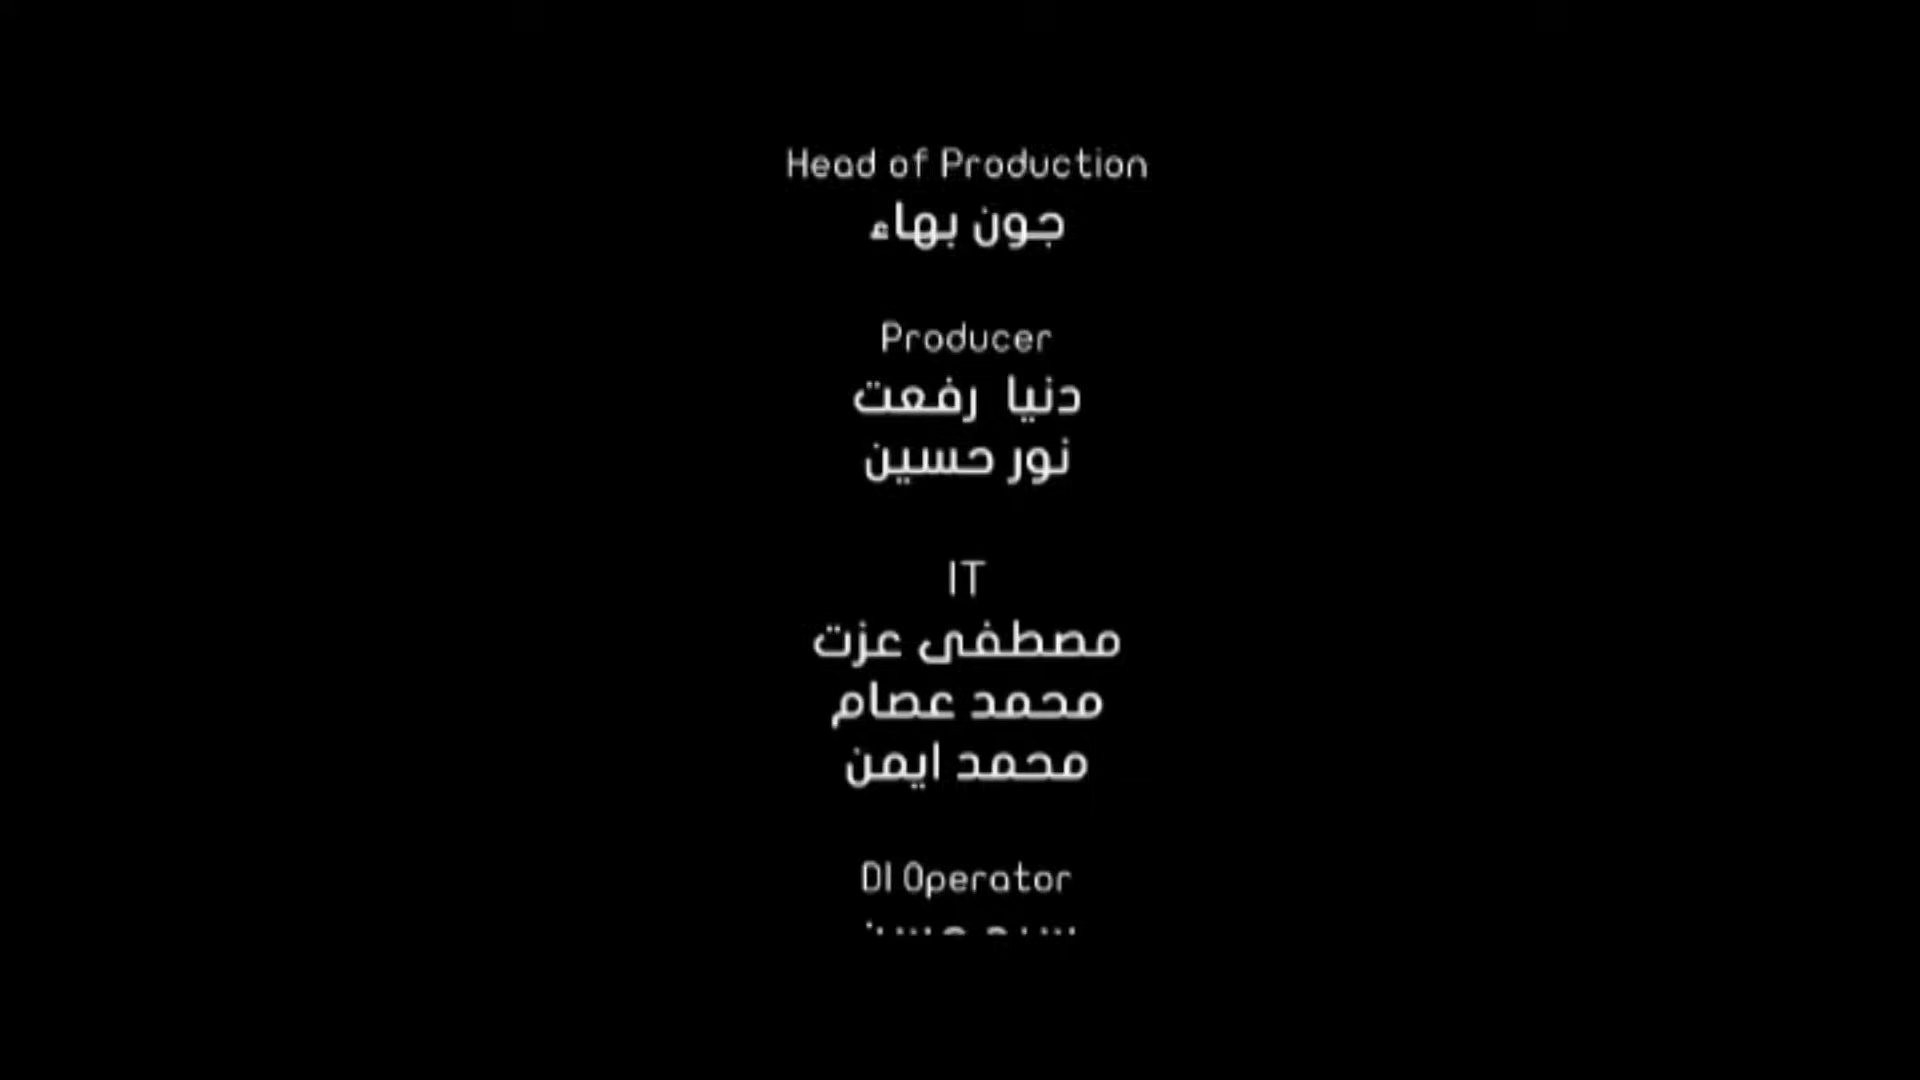 Head of Production
جون بهاء
Producer
دنيا رفعت
نور حسين
IT
مصطفى عزت
محمد عصام
محمد ايمن
DI Operator